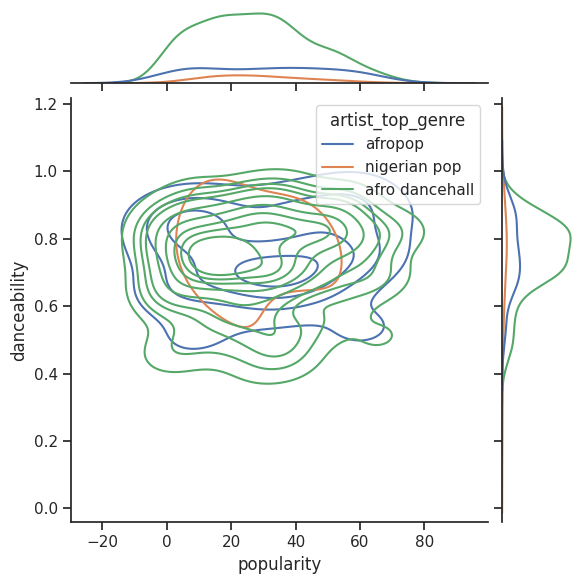 1.2
artist_top_genre
afropop
nigerian pop
afro dancehall
1.0
0.8
0.6
0.4
0.2
0.0
danceability
−20 0 20 40 60 80
popularity